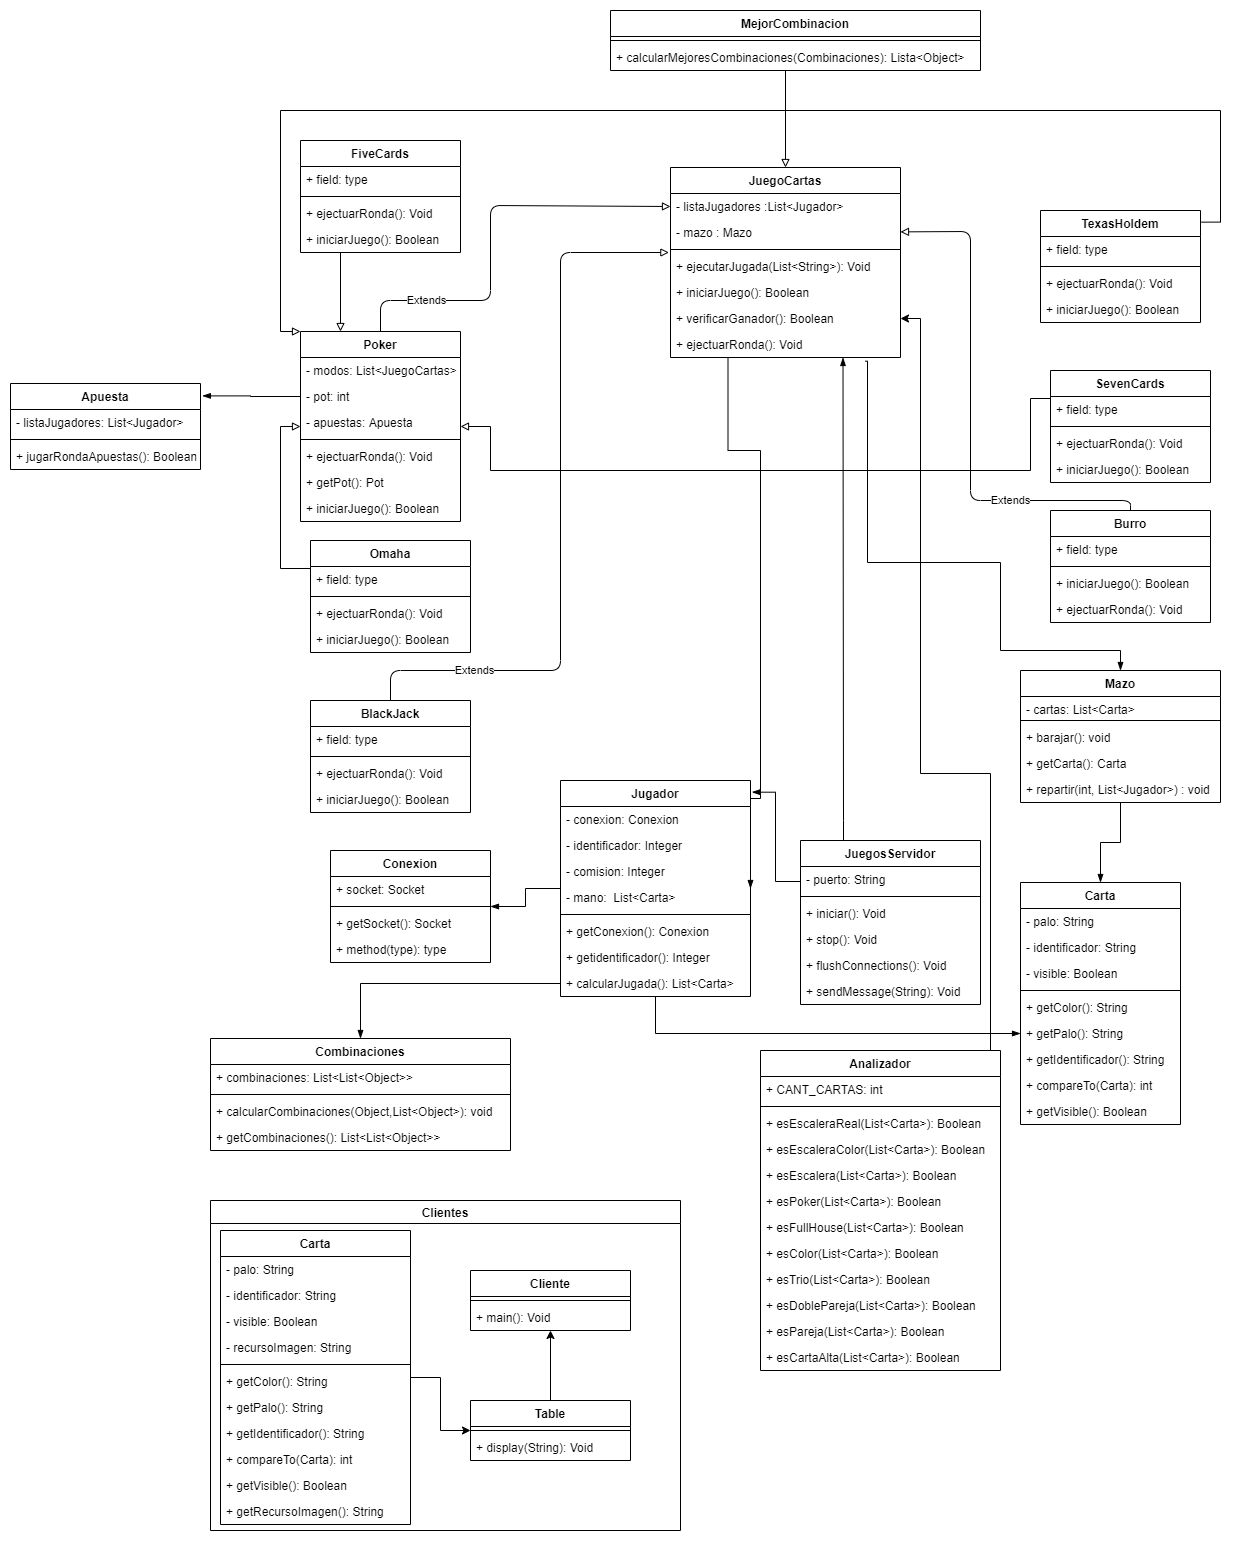 MejorCombinacion
+ calcularMejoresCombinaciones(Combinaciones): Lista<Object>
FiveCards
+ field: type
+ ejectuarRonda(): Void
+ iniciarJuego(): Boolean
JuegoCartas
- listaJugadores :List<Jugador>
- mazo : Mazo
+ ejecutarJugada(List<String>): Void
+ iniciarJuego(): Boolean
+ verificarGanador(): Boolean
+ ejectuarRonda(): Void
TexasHoldem
+ field: type
+ ejectuarRonda(): Void
+ iniciarJuego(): Boolean
Extends
Poker
- modos: List<JuegoCartas>
- pot: int
- apuestas: Apuesta
+ ejectuarRonda(): Void
+ getPot(): Pot
+ iniciarJuego(): Boolean
Apuesta
- listaJugadores: List<Jugador>
+ jugarRondaApuestas(): Boolean
SevenCards
+ field: type
+ ejectuarRonda(): Void
+ iniciarJuego(): Boolean
Extends
Burro
+ field: type
+ iniciarJuego(): Boolean
+ ejectuarRonda(): Void
Omaha
+ field: type
+ ejectuarRonda(): Void
+ iniciarJuego(): Boolean
Extends
BlackJack
+ field: type
+ ejectuarRonda(): Void
+ iniciarJuego(): Boolean
Mazo
- cartas: List<Carta>
+ barajar(): void
+ getCarta(): Carta
+ repartir(int, List<Jugador>) : void
Jugador
- conexion: Conexion
- identificador: Integer
- comision: Integer
- mano:  List<Carta>
+ getConexion(): Conexion
+ getidentificador(): Integer
+ calcularJugada(): List<Carta>
Conexion
+ socket: Socket
+ getSocket(): Socket
+ method(type): type
JuegosServidor
- puerto: String
+ iniciar(): Void
+ stop(): Void
+ flushConnections(): Void
+ sendMessage(String): Void
Carta
- palo: String
- identificador: String
- visible: Boolean
+ getColor(): String
+ getPalo(): String
+ getIdentificador(): String
+ compareTo(Carta): int
+ getVisible(): Boolean
Combinaciones
+ combinaciones: List<List<Object>>
+ calcularCombinaciones(Object,List<Object>): void
+ getCombinaciones(): List<List<Object>>
Analizador
+ CANT_CARTAS: int
+ esEscaleraReal(List<Carta>): Boolean
+ esEscaleraColor(List<Carta>): Boolean
+ esEscalera(List<Carta>): Boolean
+ esPoker(List<Carta>): Boolean
+ esFullHouse(List<Carta>): Boolean
+ esColor(List<Carta>): Boolean
+ esTrio(List<Carta>): Boolean
+ esDoblePareja(List<Carta>): Boolean
+ esPareja(List<Carta>): Boolean
+ esCartaAlta(List<Carta>): Boolean
Clientes
Carta
- palo: String
- identificador: String
- visible: Boolean
- recursoImagen: String
+ getColor(): String
+ getPalo(): String
+ getIdentificador(): String
+ compareTo(Carta): int
+ getVisible(): Boolean
+ getRecursoImagen(): String
Cliente
+ main(): Void
Table
+ display(String): Void